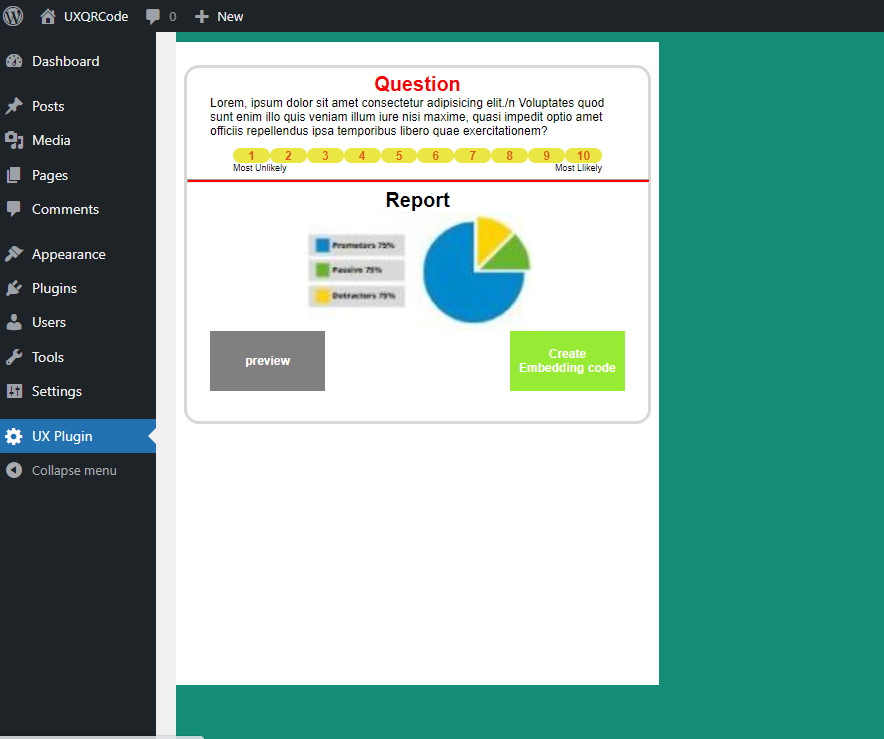 UXQRCode 0 New
Dashboard
Posts
Media
Pages
Comments
Appearance
Plugins
Users
Tools
Settings
UX Plugin
Collapse menu
Question
Lorem, ipsum dolor sit amet consectetur adipisicing elit./n Voluptates quod
sunt enim illo quis veniam illum iure nisi maxime, quasi impedit optio amet
officiis repellendus ipsa temporibus libero quae exercitationem?
1 2 3 4 5 6 7 8 9 10
Most Unlikely Most Llikely
Report
Promotors 75%
Passive 75%
Detractors 75%
preview
Create
Embedding code